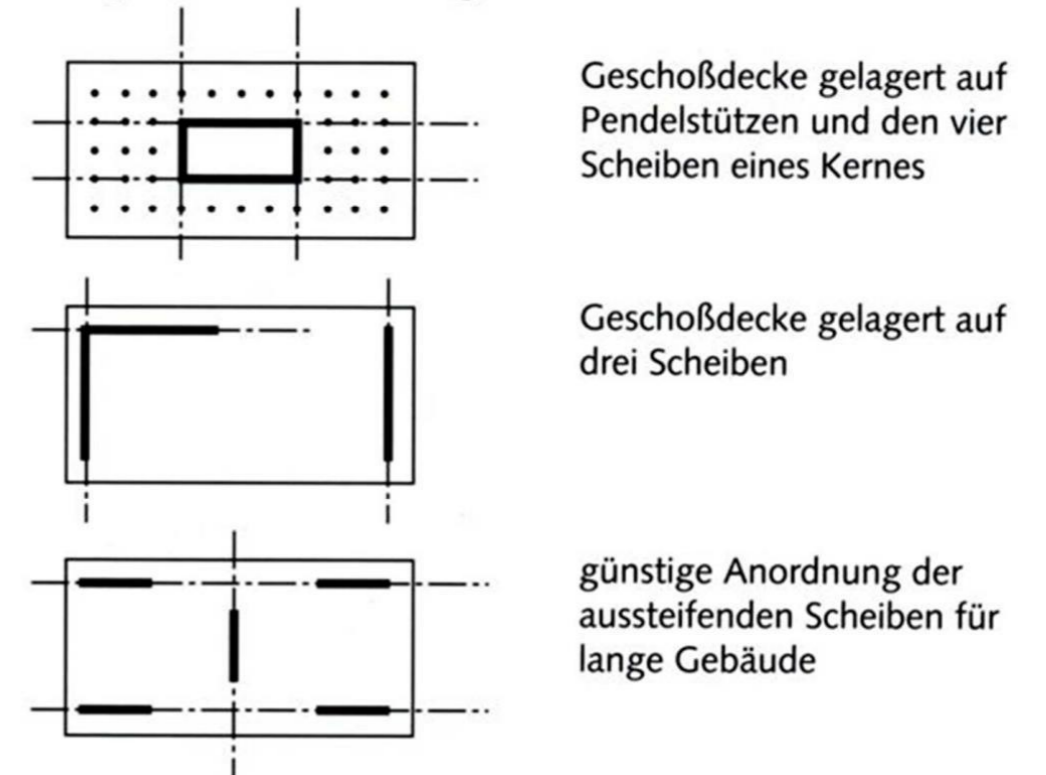 Geschoßdecke gelagert auf
Pendelstützen und den vier
Scheiben eines Kernes
Geschoßdecke gelagert auf
drei Scheiben
günstige Anordnung der
aussteifenden Scheiben für
lange Gebäude